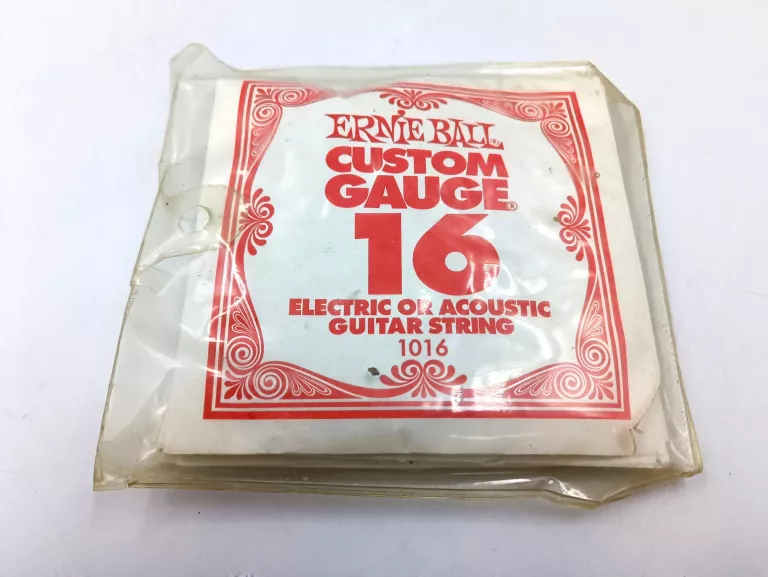 ERNIE BALL®
CUSTOM
GAUGE®
16
ELECTRIC OR ACOUSTIC
GUITAR STRING
1016